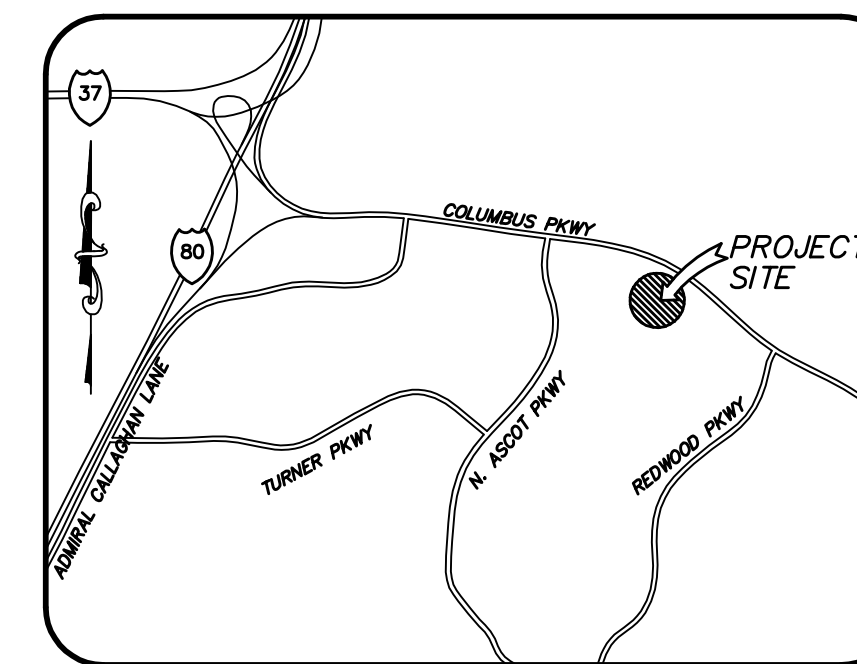 37
COLUMBUS PKWY
80
PROJECT
SITE
ADMIRAL CALLAGHAN LANE
TURNER PKWY
N. ASCOT PKWY
REDWOOD PKWY